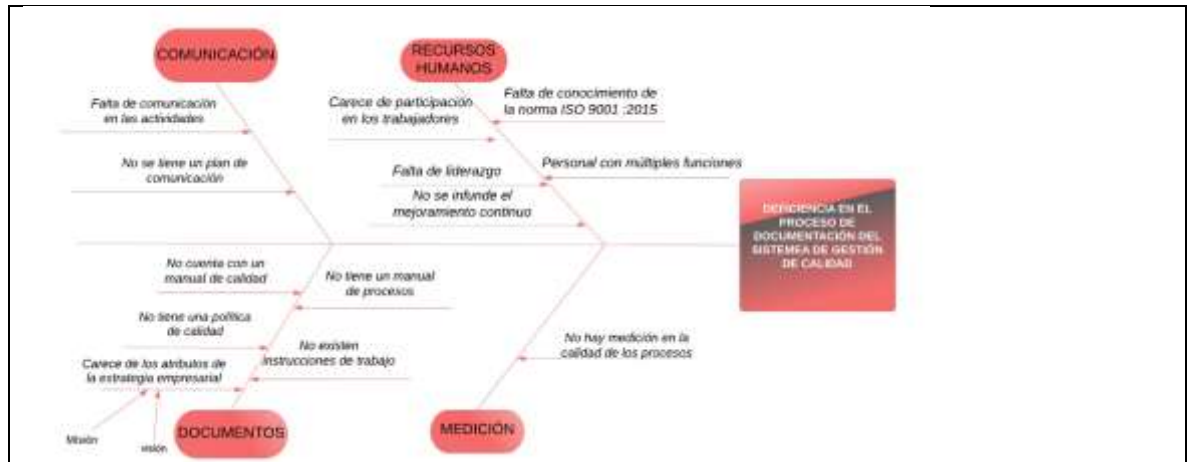 COMUNICACIÓN
RECURSOS
HUMANOS
Falta de comunicación
en las actividades
Carece de participación
en los trabajadores
Falta de conocimiento de
la norma ISO 9001 :2015
No se tiene un plan de
comunicación
Falta de liderazgo
Personal con múltiples funciones
No se infunde el
mejoramiento continuo
DEFICIENCIA EN EL
PROCESO DE
DOCUMENTACIÓN DEL
SISTEMEA DE GESTIÓN
DE CALIDAD
No cuenta con un
manual de calidad
No tiene un manual
de procesos
No tiene una política
de calidad
No existen
instrucciones de trabajo
No hay medición en la
calidad de los procesos
Carece de los atributos de
la estrategia empresarial
Misión
visión
DOCUMENTOS
MEDICIÓN